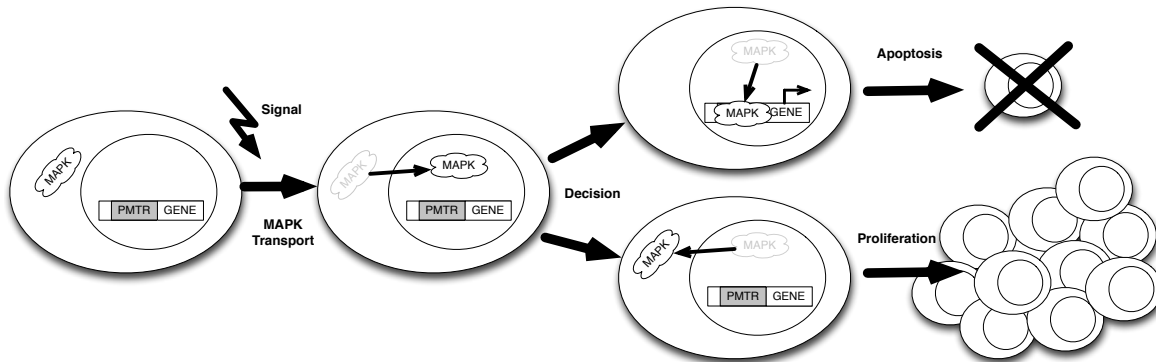 Signal
MAPK
PMTR GENE
MAPK
Transport
MAPK
MAPK
PMTR GENE
Decision
MAPK
MAPK GENE
Apoptosis
MAPK
MAPK
PMTR GENE
Proliferation